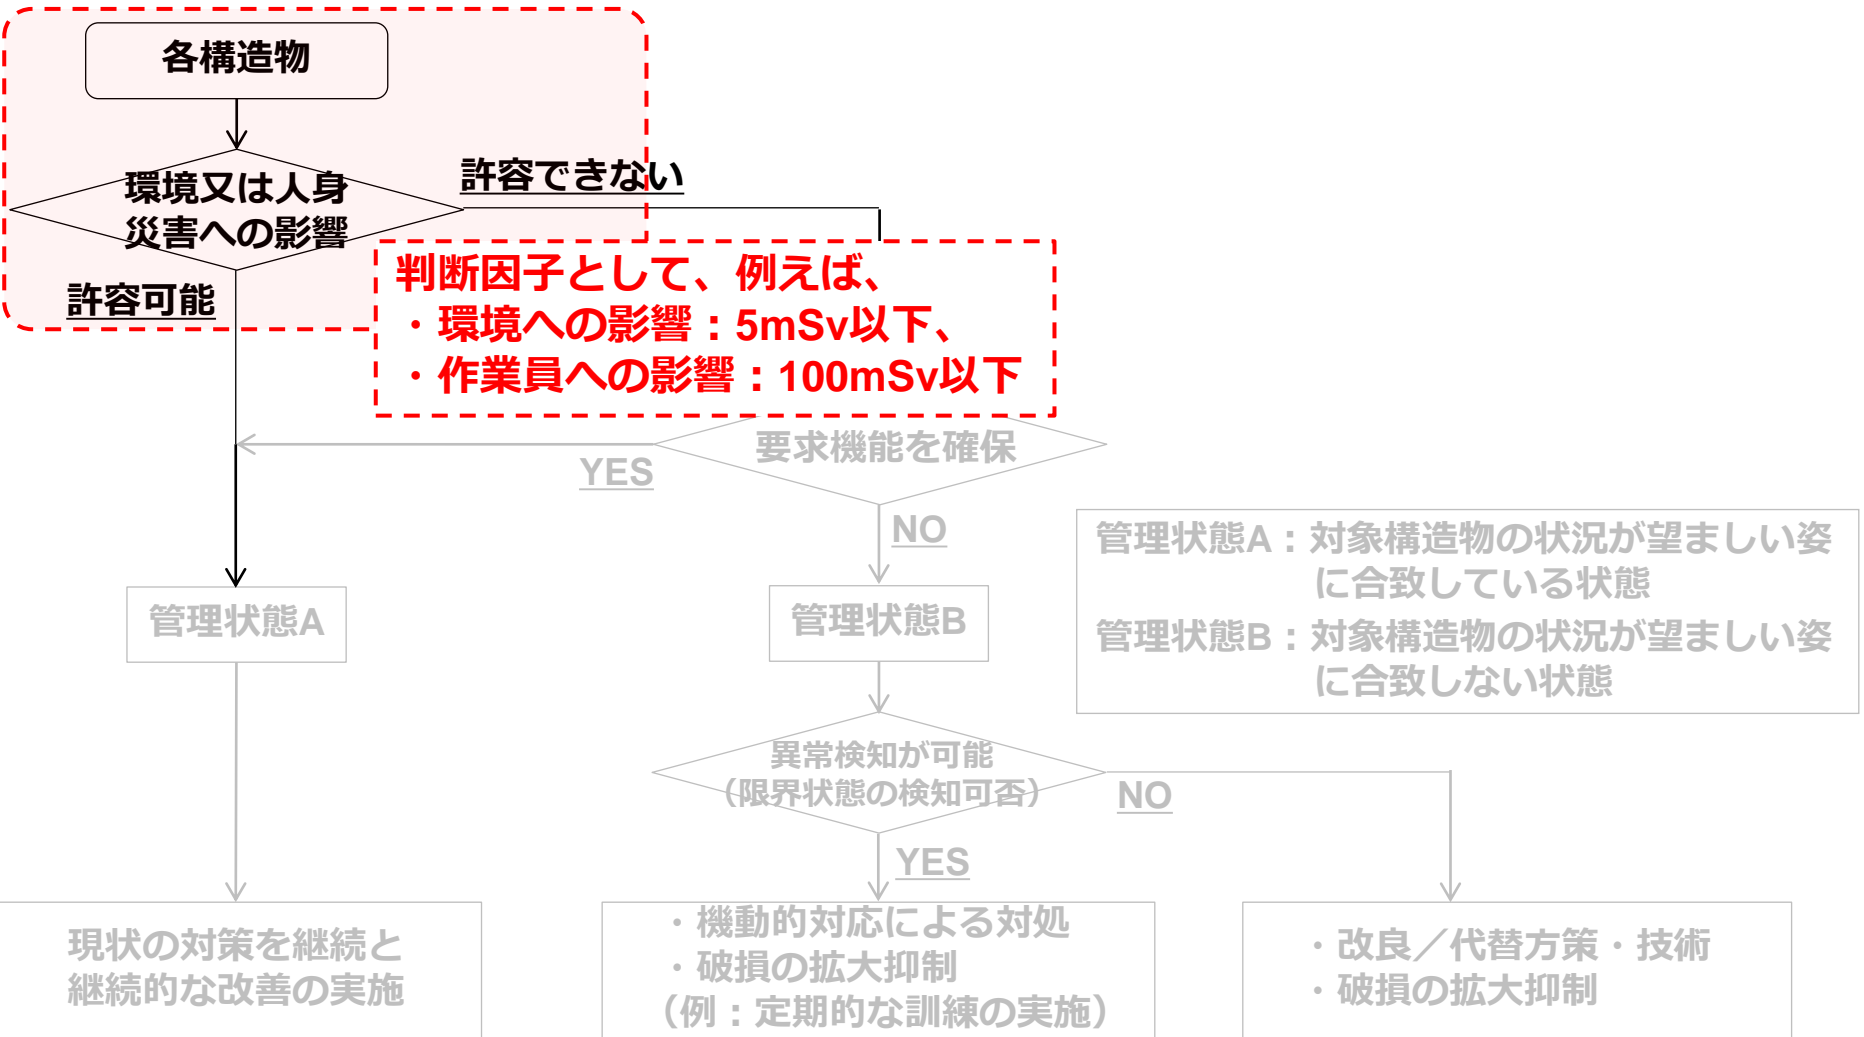 各構造物
環境又は人身
災害への影響
許容できない
許容可能
判断因子として、例えば、
・環境への影響：5mSv以下、
・作業員への影響：100mSv以下
要求機能を確保
YES
NO
管理状態A
管理状態B
管理状態A：対象構造物の状況が望ましい姿
に合致している状態
管理状態B：対象構造物の状況が望ましい姿
に合致しない状態
異常検知が可能
（限界状態の検知可否）
NO
YES
現状の対策を継続と
継続的な改善の実施
・機動的対応による対処
・破損の拡大抑制
（例：定期的な訓練の実施）
・改良／代替方策・技術
・破損の拡大抑制